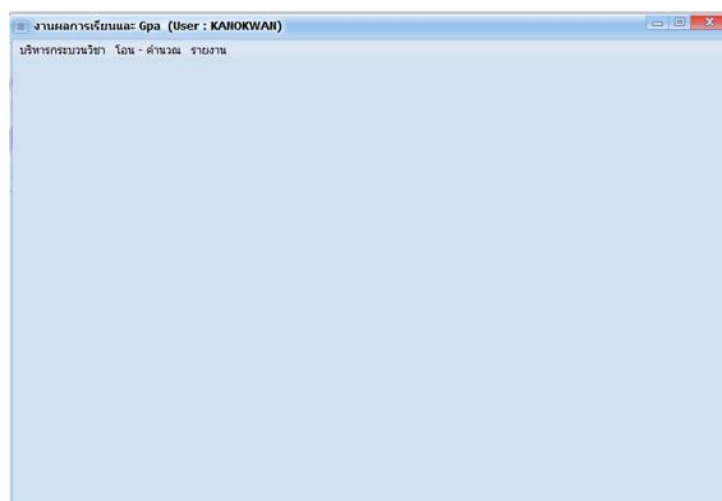 งานผลการเรียนและ Gpa (User : KANOKWAN)
บริหารกระบวนวิชา โอน - คำนวณ รายงาน